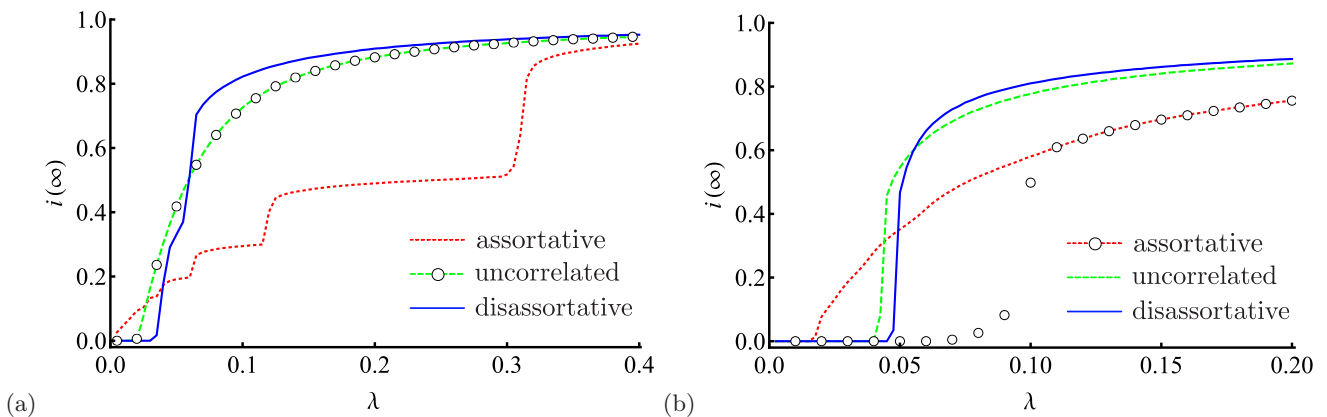 1.0
0.8
0.6
0.4
0.2
0.0
i(∞)
assortative
uncorrelated
disassortative
0.1
0.2
0.3
0.4
λ
(a)
1.0
0.8
0.6
0.4
0.2
0.0
i(∞)
assortative
uncorrelated
disassortative
0.00
0.05
0.10
0.15
0.20
λ
(b)